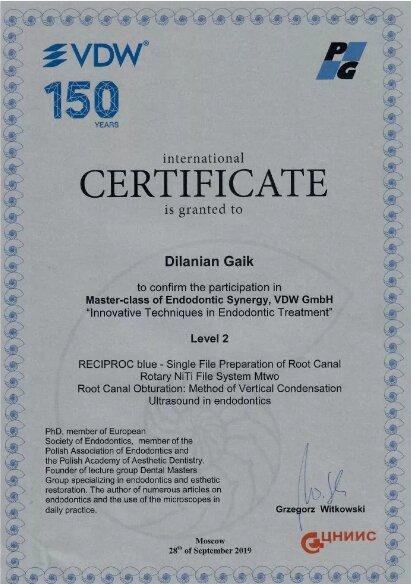 VDW®
150
YEARS
PG
international
CERTIFICATE
is granted to
Dilanian Gaik
to confirm the participation in
Master-class of Endodontic Synergy, VDW GmbH
“Innovative Techniques in Endodontic Treatment”
Level 2
RECIPROC blue - Single File Preparation of Root Canal
Rotary NiTi File System Mtwo
Root Canal Obturation: Method of Vertical Condensation
Ultrasound in endodontics
PhD, member of European
Society of Endodontics, member of the
Polish Association of Endodontics and
the Polish Academy of Aesthetic Dentistry.
Founder of lecture group Dental Masters
Group specializing in endodontics and esthetic
restoration. The author of numerous articles on
endodontics and the use of the microscopes in
daily practice.
Grzegorz Witkowski
Moscow
28th of September 2019
ЦНИИС